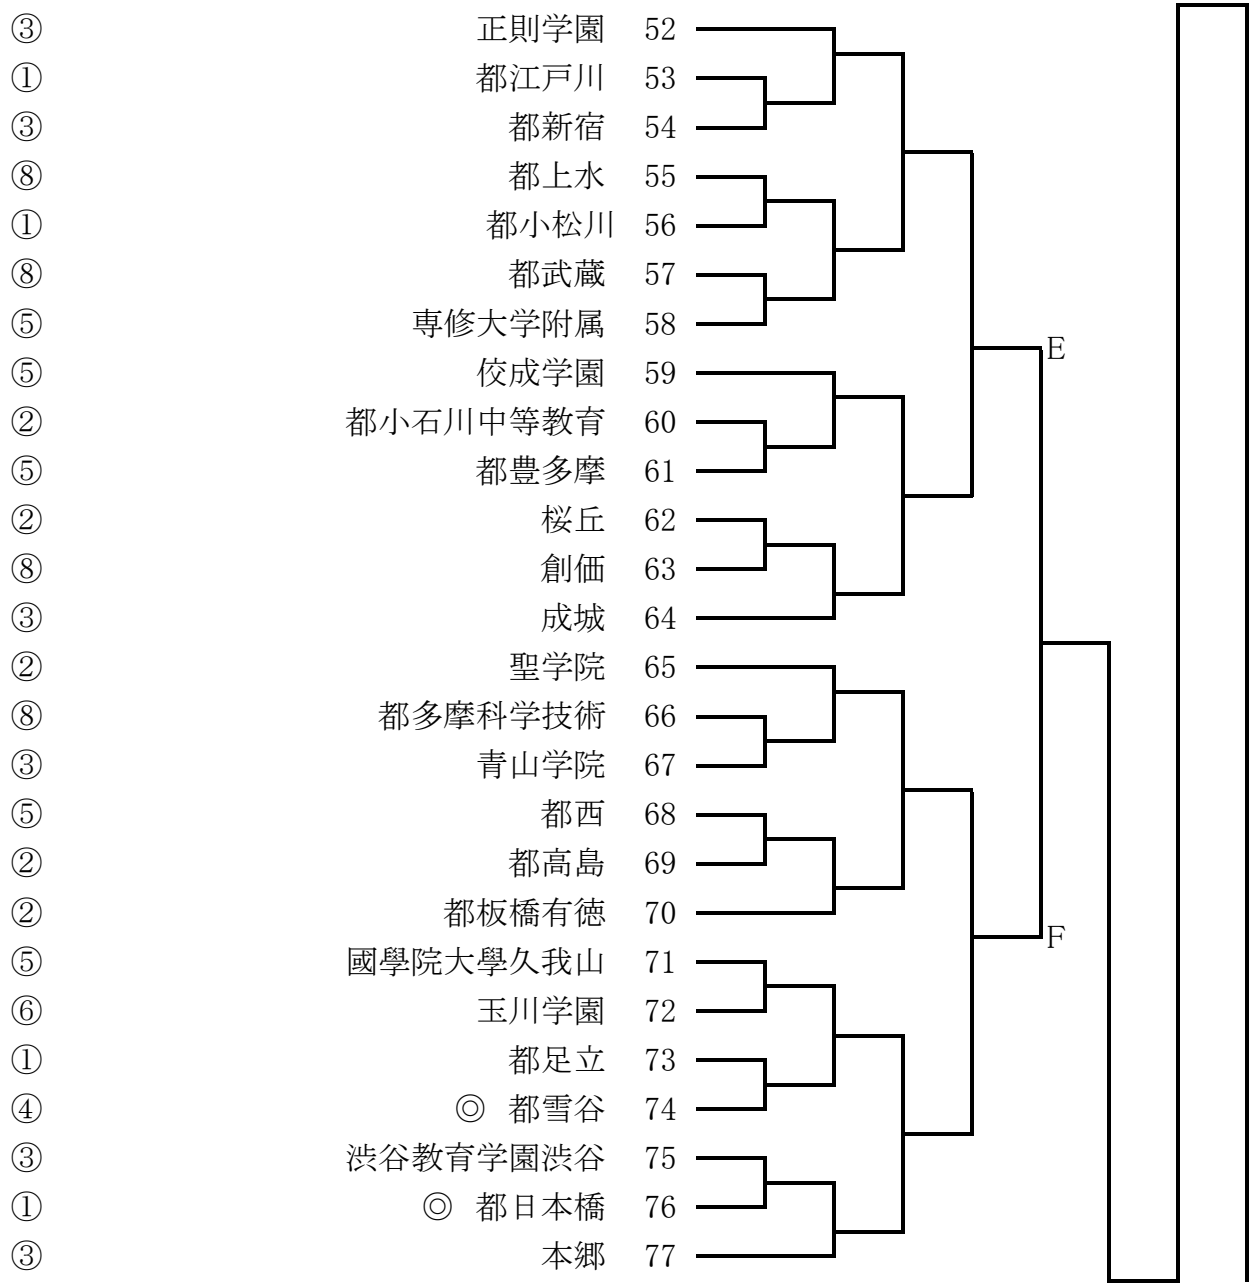 ③ 正則学園 52
① 都江戸川 53
③ 都新宿 54
⑧ 都上水 55
① 都小松川 56
⑧ 都武蔵 57
⑤ 専修大学附属 58
E
⑤ 佼成学園 59
② 都小石川中等教育 60
⑤ 都豊多摩 61
② 桜丘 62
⑧ 創価 63
③ 成城 64
② 聖学院 65
⑧ 都多摩科学技術 66
③ 青山学院 67
⑤ 都西 68
② 都高島 69
② 都板橋有徳 70
F
⑤ 國學院大學久我山 71
⑥ 玉川学園 72
① 都足立 73
④ ◎ 都雪谷 74
③ 渋谷教育学園渋谷 75
① ◎ 都日本橋 76
③ 本郷 77